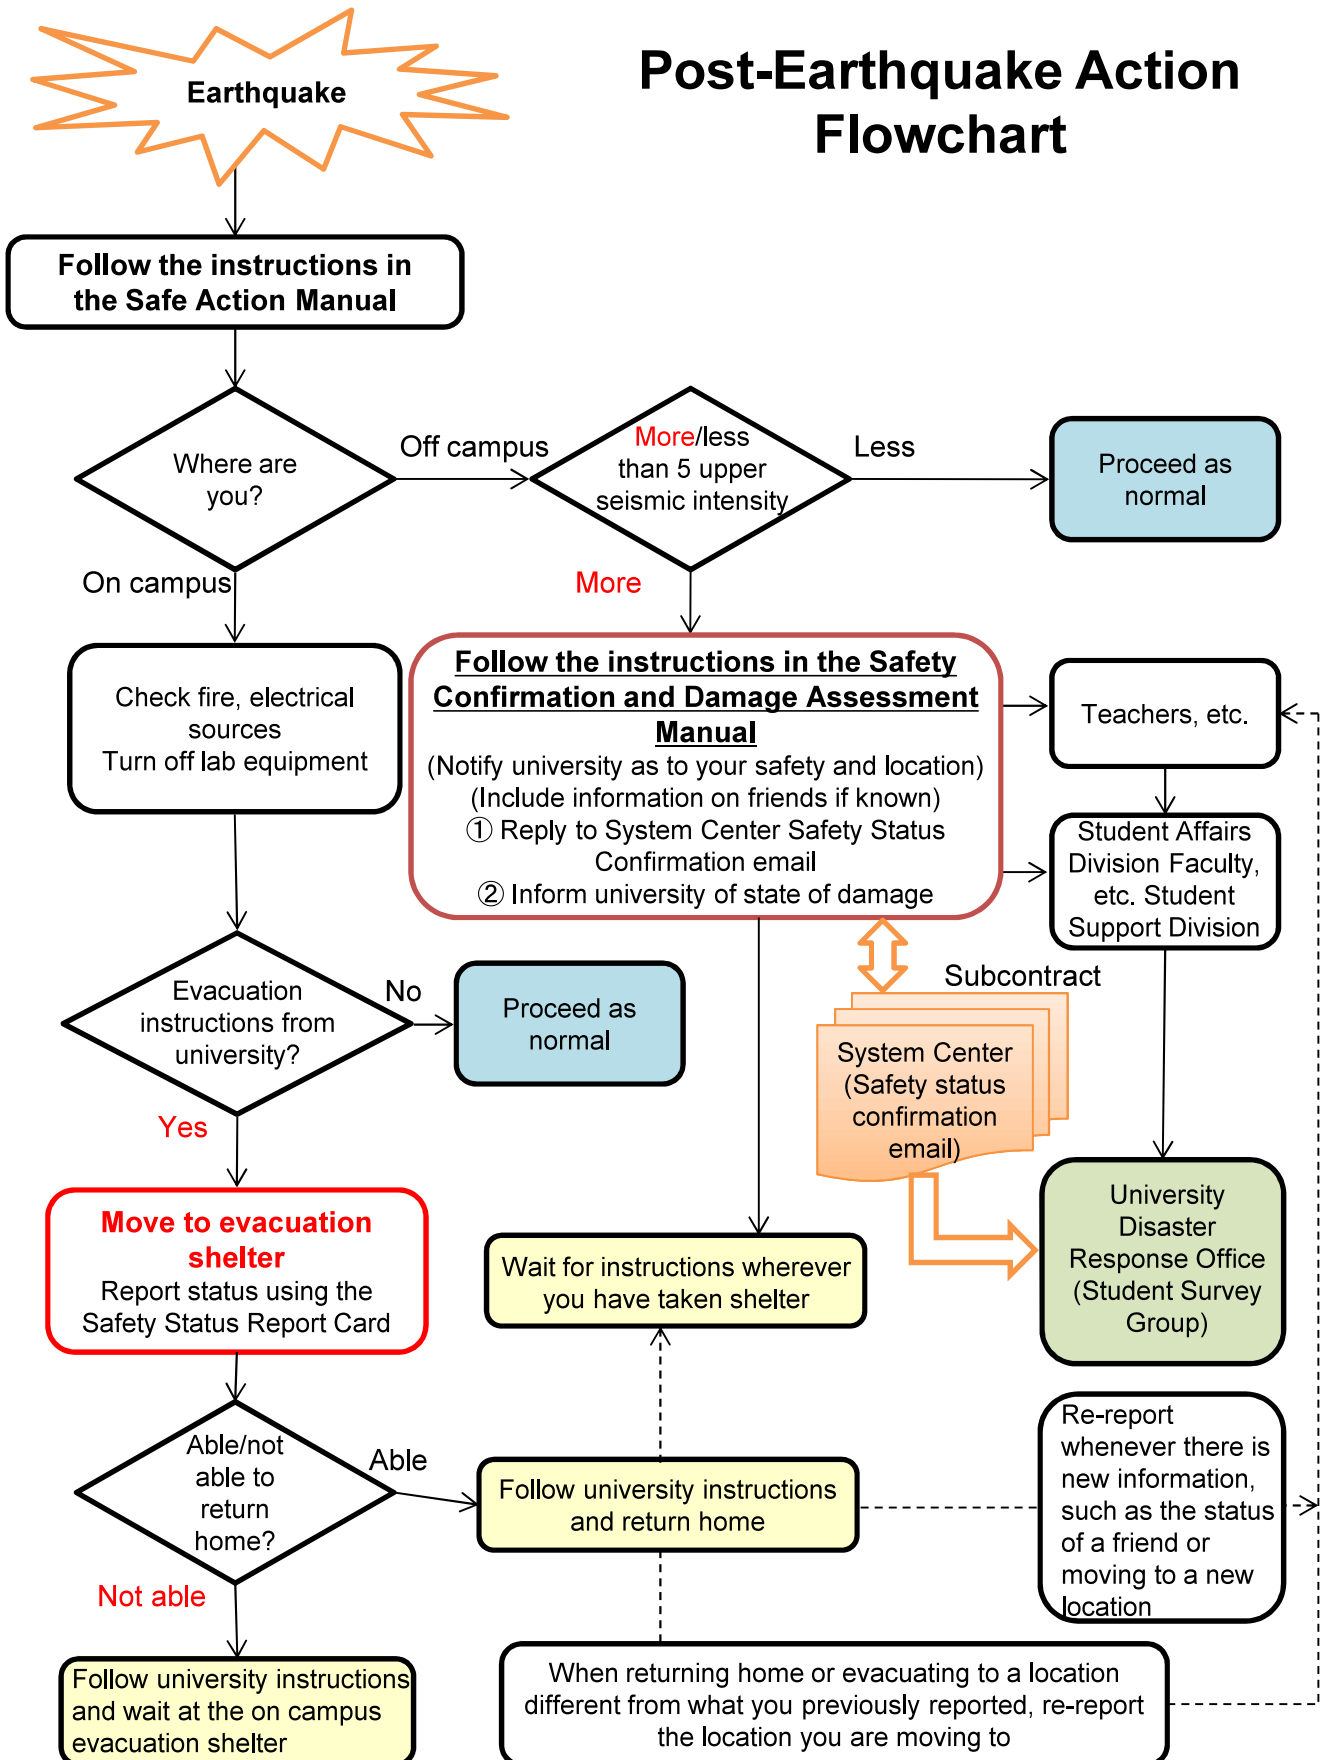 Earthquake
Post-Earthquake Action
Flowchart
Follow the instructions in
the Safe Action Manual
Where are
you?
Off campus
More/less
than 5 upper
seismic intensity
Less
Proceed as
normal
On campus
More
Check fire, electrical
sources
Turn off lab equipment
Follow the instructions in the Safety
Confirmation and Damage Assessment
Manual
(Notify university as to your safety and location)
(Include information on friends if known)
① Reply to System Center Safety Status
Confirmation email
② Inform university of state of damage
Teachers, etc.
Student Affairs
Division Faculty,
etc. Student
Support Division
Evacuation
instructions from
university?
No
Proceed as
normal
Subcontract
System Center
(Safety status
confirmation
email)
Yes
Move to evacuation
shelter
Report status using the
Safety Status Report Card
Wait for instructions wherever
you have taken shelter
University
Disaster
Response Office
(Student Survey
Group)
Able/not
able to
return
home?
Able
Follow university instructions
and return home
Re-report
whenever there is
new information,
such as the status
of a friend or
moving to a new
location
Not able
Follow university instructions
and wait at the on campus
evacuation shelter
When returning home or evacuating to a location
different from what you previously reported, re-report
the location you are moving to